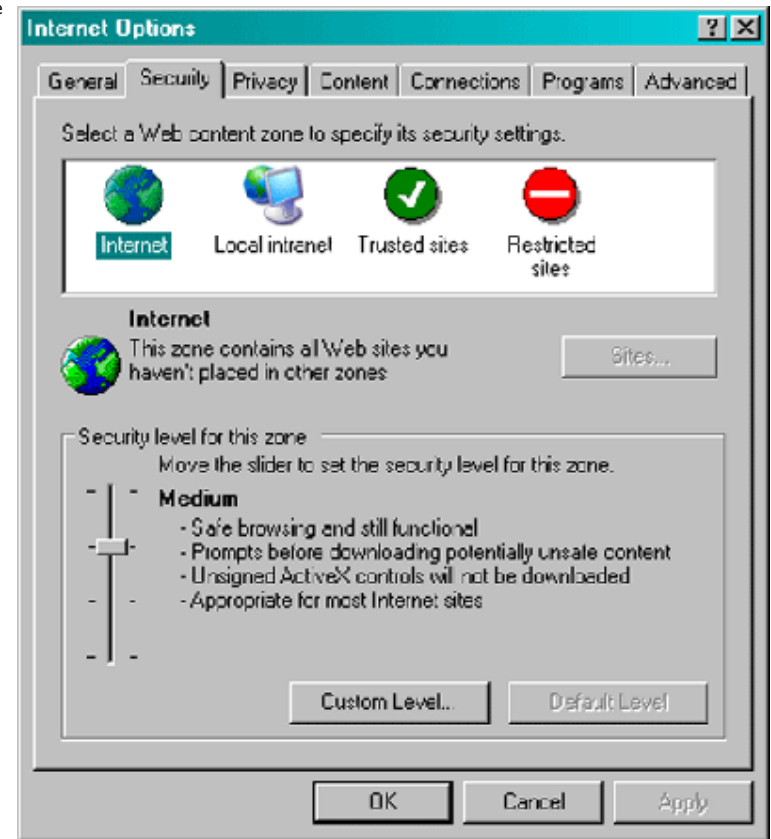 e
Internet Options
General Security Privacy Content Connections Programs Advanced
Select a Web content zone to specify its security settings.
Internet Local intranet Trusted sites Restricted sites
Internet
This zone contains all Web sites you
haven't placed in other zones
Sites...
Security level for this zone
Move the slider to set the security level for this zone.
Medium
- Safe browsing and still functional
- Prompts before downloading potentially unsafe content
- Unsigned ActiveX controls will not be downloaded
- Appropriate for most Internet sites
Custom Level...
Default Level
OK Cancel Apply